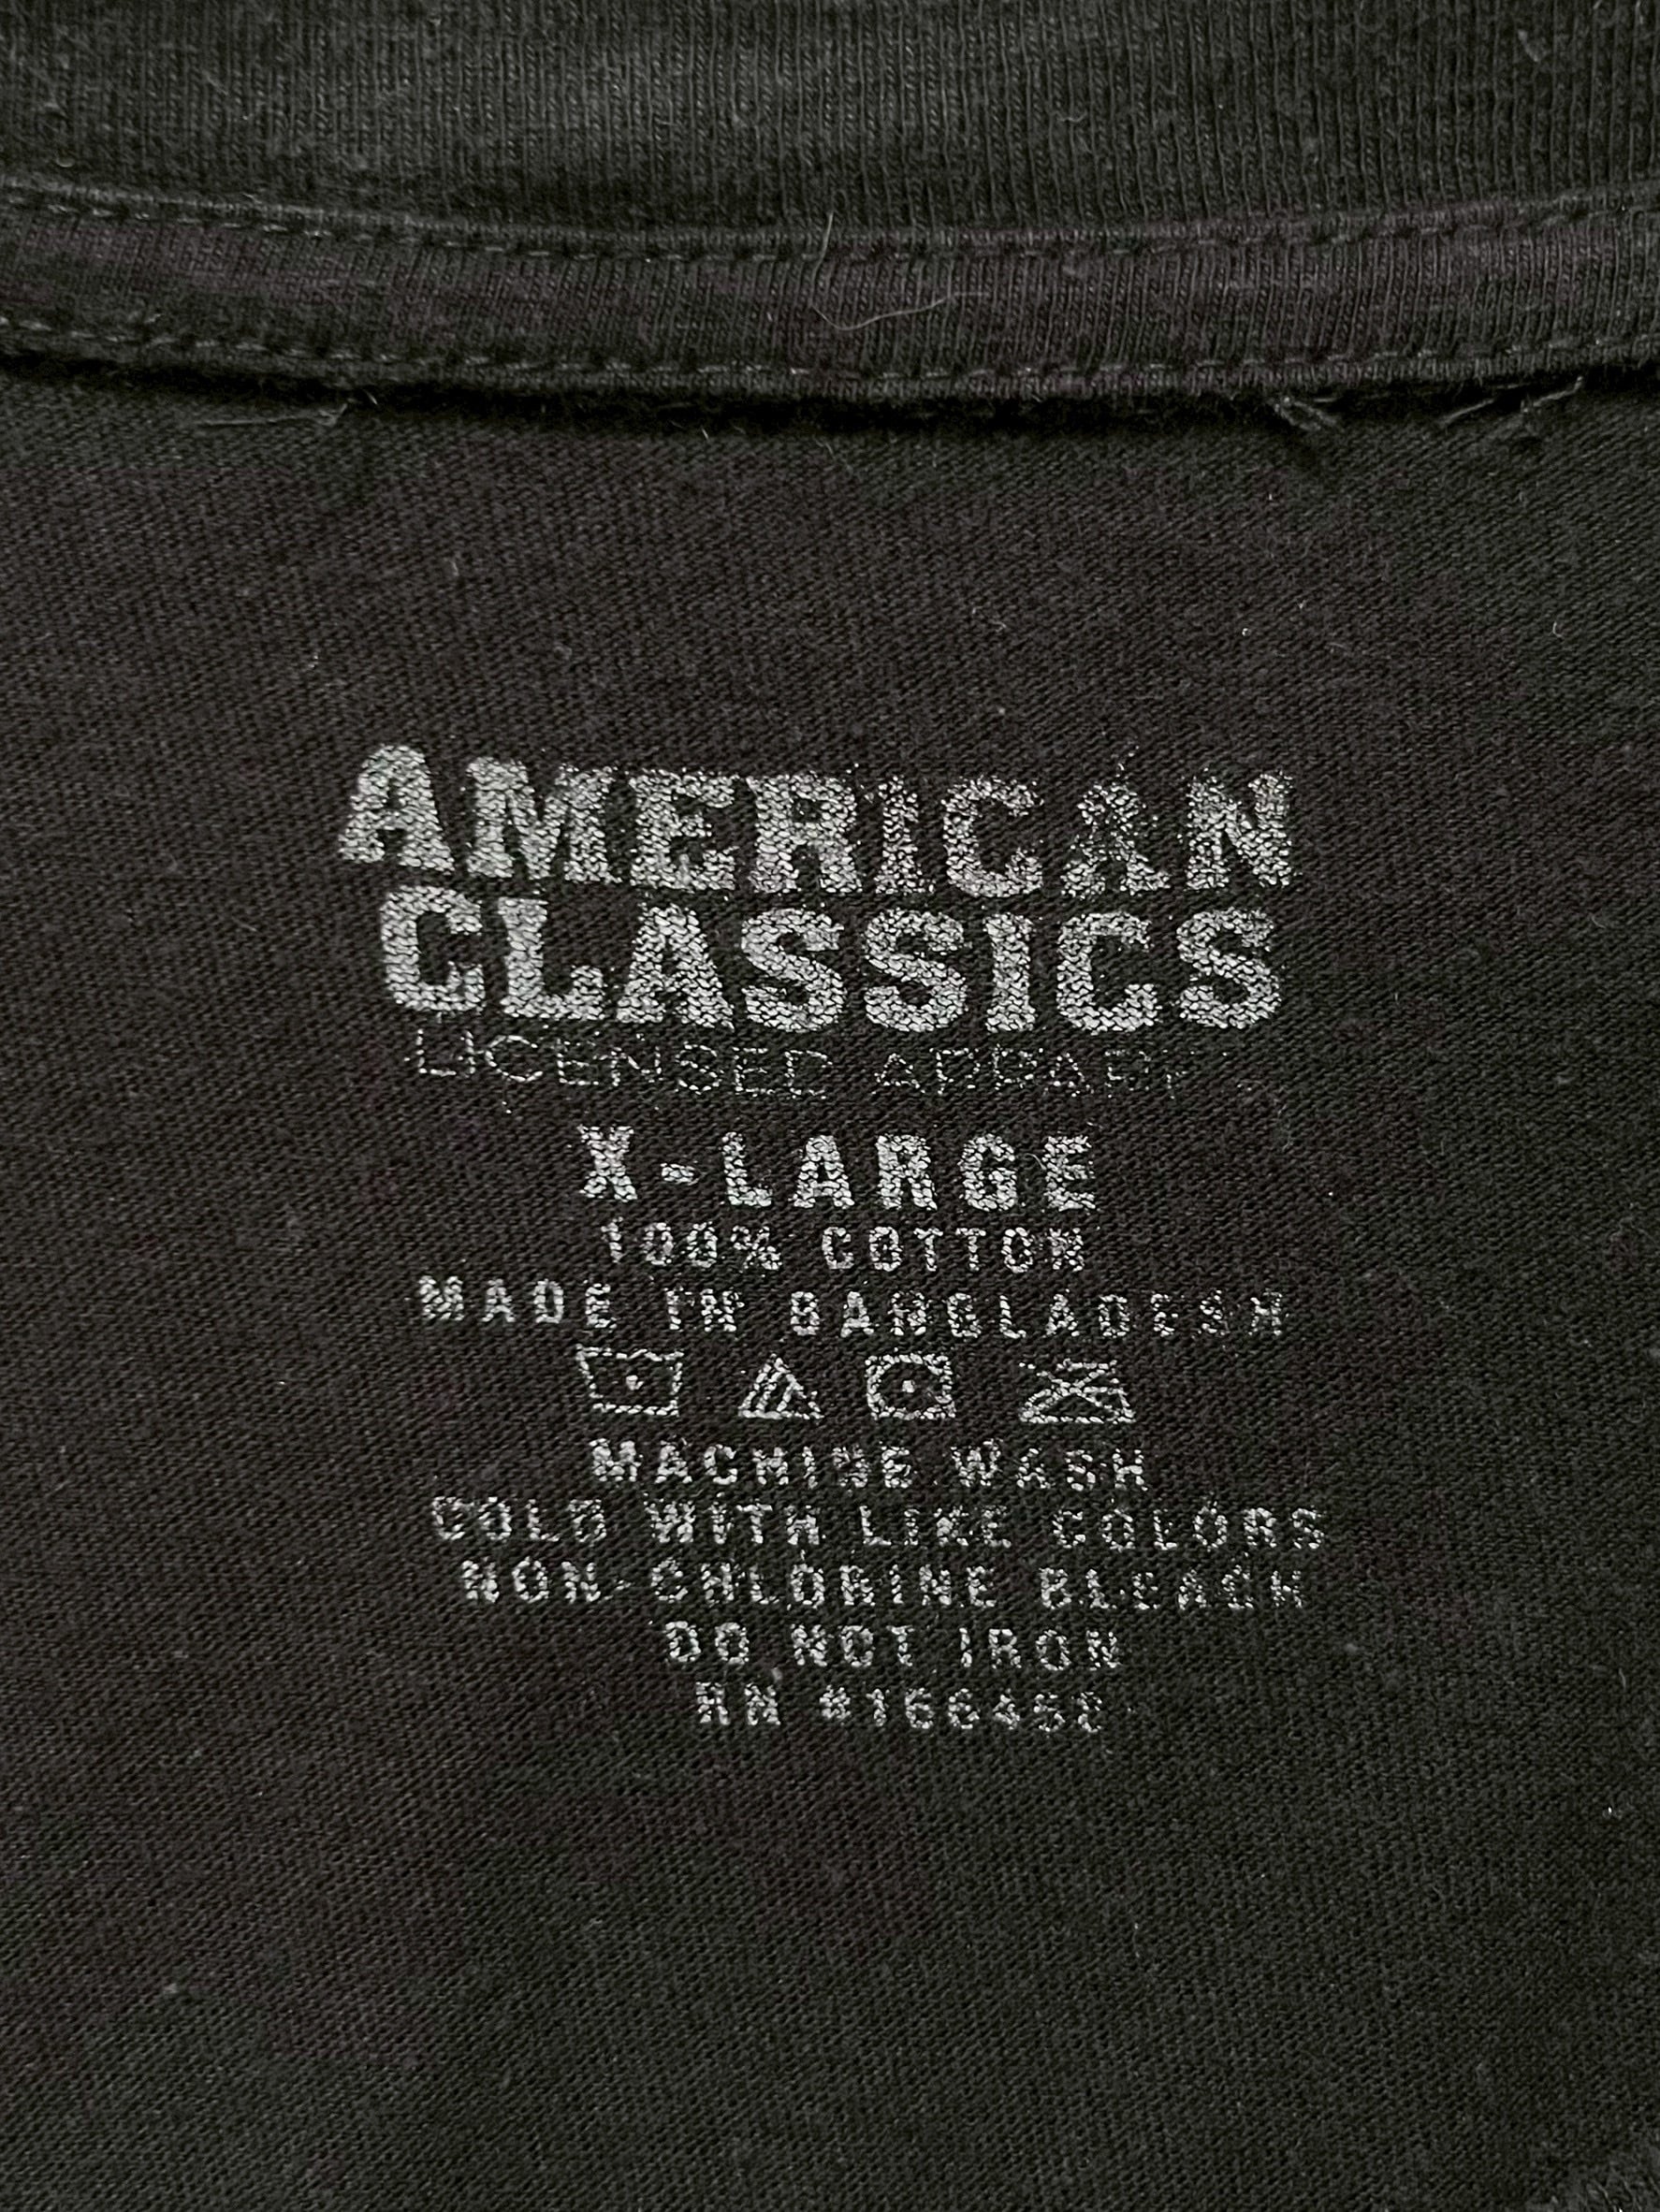 AMERICAN
CLASSICS
LICENSED
X-LARGE
100% COTTON
MADE IN BANGLADESH
MACHINE WASH
COLD WITH LIKE COLORS
NON-CHLORINE BLEACH
DO NOT IRON
RN